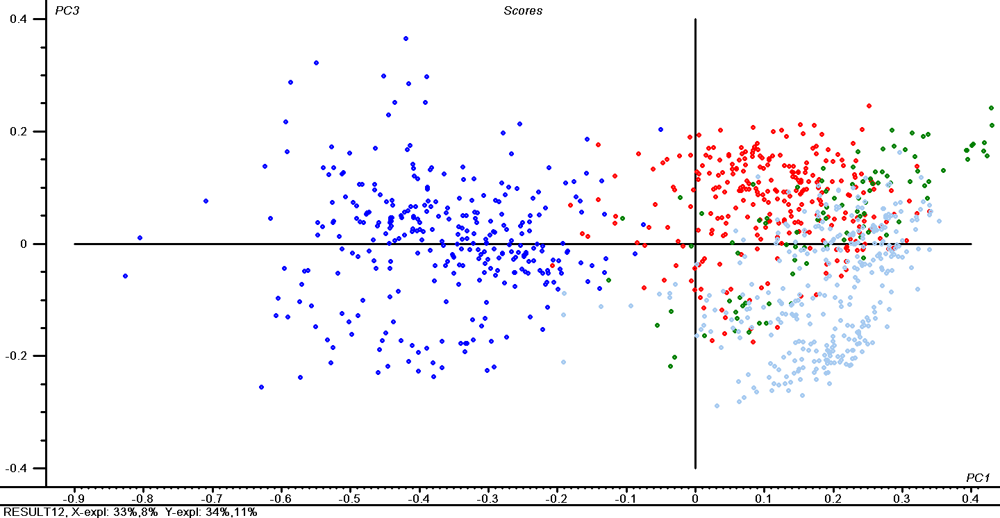 PC3
Scores
0.4
0.2
0
-0.2
-0.4
PC1
-0.9 -0.8 -0.7 -0.6 -0.5 -0.4 -0.3 -0.2 -0.1 0 0.1 0.2 0.3 0.4
RESULT12, X-expl: 33%,8% Y-expl: 34%,11%